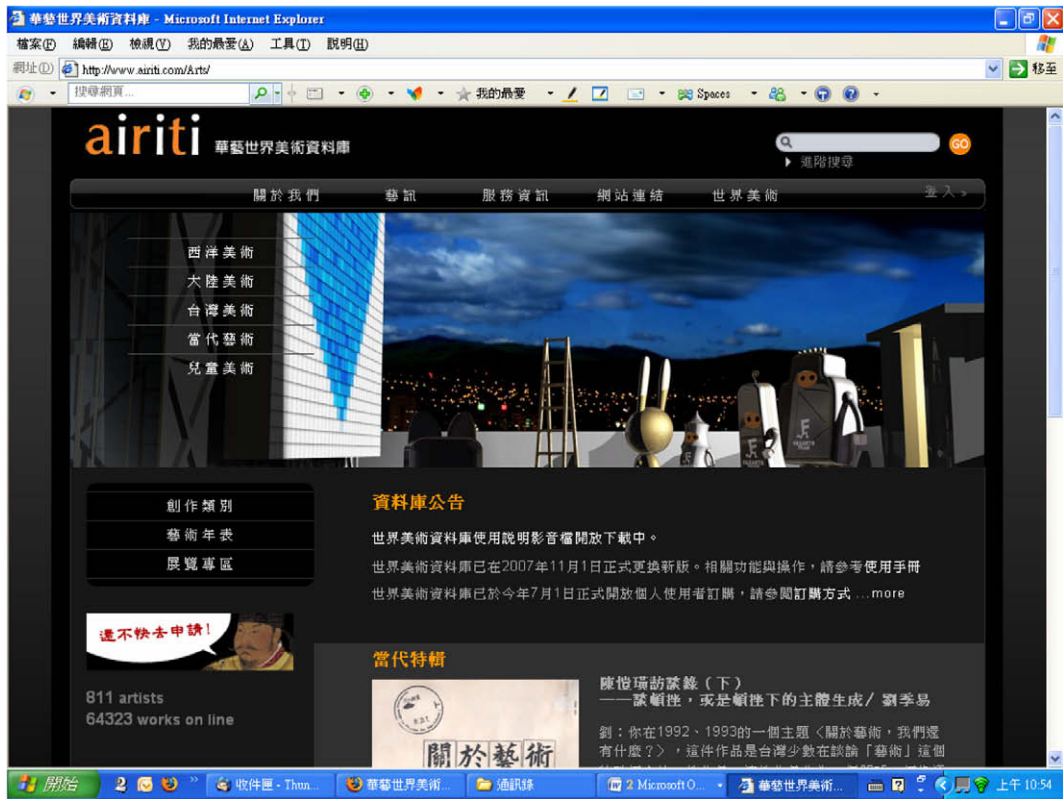 華藝世界美術資料庫 - Microsoft Internet Explorer
檔案(F) 編輯(E) 檢視(V) 我的最愛(A) 工具(T) 說明(H)
網址(D) http://www.airiti.com/Arts/ 移至
搜尋網頁... 我的最愛 Spaces
airiti 華藝世界美術資料庫
GO
進階搜尋
關於我們 藝訊 服務資訊 網站連結 世界美術 登入 »
西洋美術
大陸美術
台灣美術
當代藝術
兒童美術
創作類別
藝術年表
展覽專區
還不快去申請!
811 artists
64323 works on line
資料庫公告
世界美術資料庫使用說明影音檔開放下載中。
世界美術資料庫已在2007年11月1日正式更換新版。相關功能與操作，請參考使用手冊
世界美術資料庫已於今年7月1日正式開放個人使用者訂購，請參閱訂購方式 ...more
當代特輯
關於藝術
陳愷璜訪談錄（下）
——談頓挫，或是頓挫下的主體生成/ 劉季易
劉：你在1992、1993的一個主題〈關於藝術，我們還
有什麼？〉，這件作品是台灣少數在談論「藝術」這個
開始 收件匣 - Thun... 華藝世界美術... 通訊錄 2 Microsoft O... 華藝世界美術... 上午 10:54